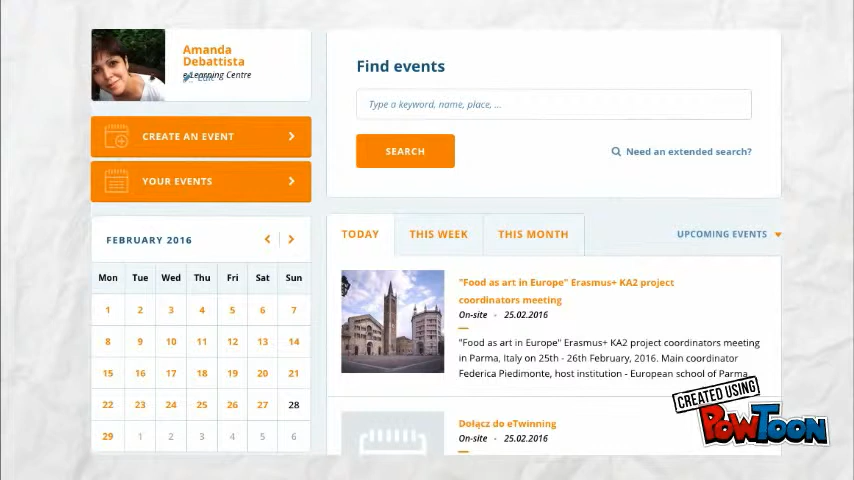 Amanda
Debattista
eLearning Centre
CREATE AN EVENT
YOUR EVENTS
FEBRUARY 2016
Mon Tue Wed Thu Fri Sat Sun
1 2 3 4 5 6 7
8 9 10 11 12 13 14
15 16 17 18 19 20 21
22 23 24 25 26 27 28
29 1 2 3 4 5 6
Find events
Type a keyword, name, place, ...
SEARCH
Need an extended search?
TODAY THIS WEEK THIS MONTH UPCOMING EVENTS
"Food as art in Europe" Erasmus+ KA2 project
coordinators meeting
On-site - 25.02.2016
"Food as art in Europe" Erasmus+ KA2 project coordinators meeting
in Parma, Italy on 25th - 26th February, 2016. Main coordinator
Federica Piedimonte, host institution - European school of Parma
Dołącz do eTwinning
On-site - 25.02.2016
CREATED USING
POWTOON